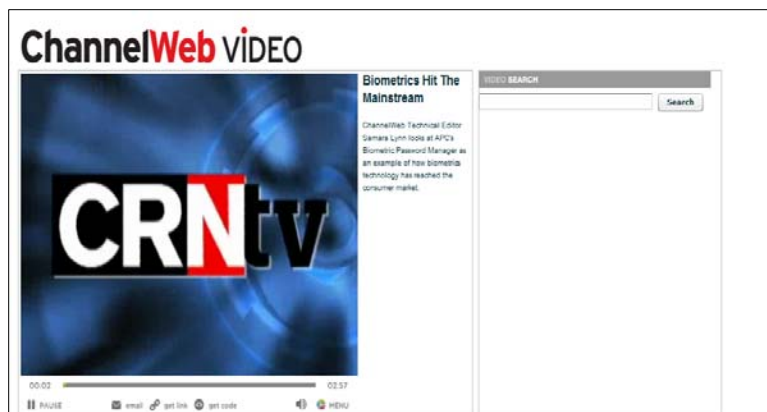 ChannelWeb VIDEO
CRNtv
Biometrics Hit The
Mainstream
ChannelWeb Technical Editor
Samara Lynn looks at APC's
Biometric Password Manager as
an example of how biometrics
technology has reached the
consumer market.
VIDEO SEARCH
Search
00:02 02:57
PAUSE email get link get code MENU